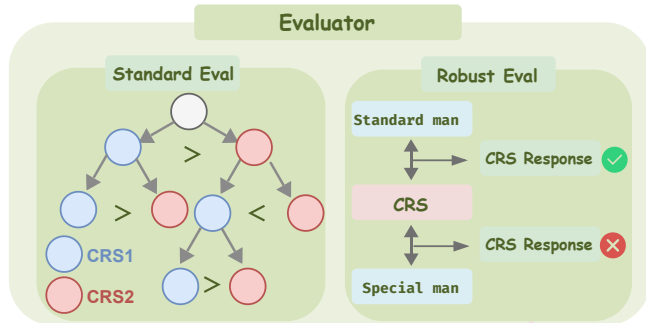 Evaluator
Standard Eval
>
>
<
>
CRS1
CRS2
Robust Eval
Standard man
CRS Response
CRS
CRS Response
Special man